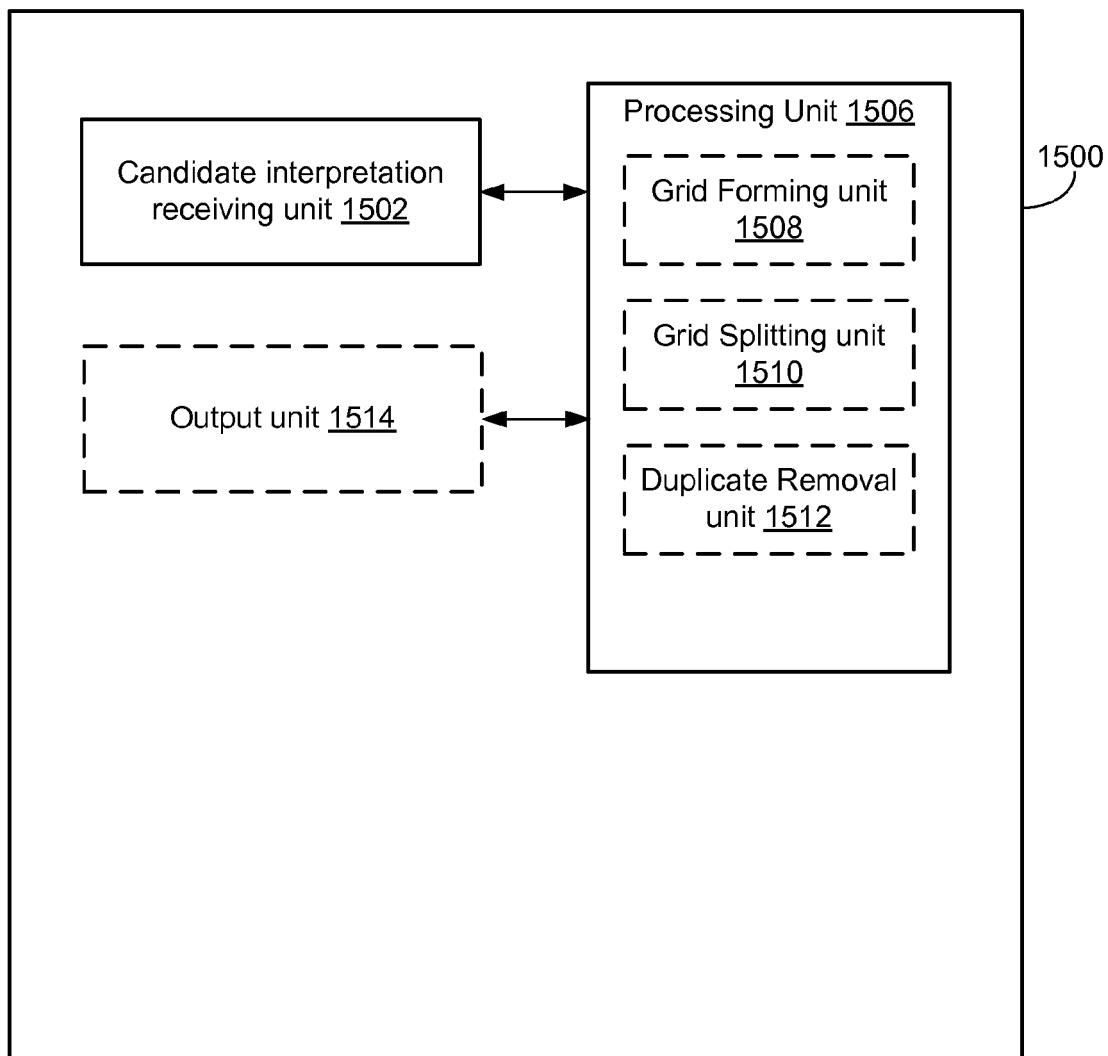 Candidate interpretation
receiving unit 1502
Output unit 1514
Processing Unit 1506
Grid Forming unit
1508
Grid Splitting unit
1510
Duplicate Removal
unit 1512
1500